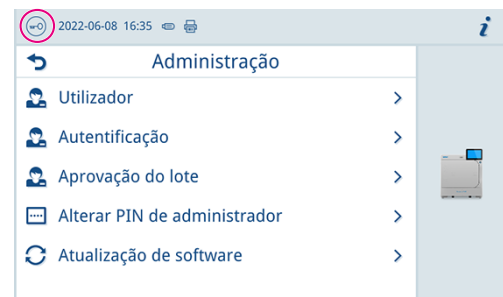 2022-06-08 16:35
i
Administração
Utilizador
Autentificação
Aprovação do lote
Alterar PIN de administrador
Atualização de software